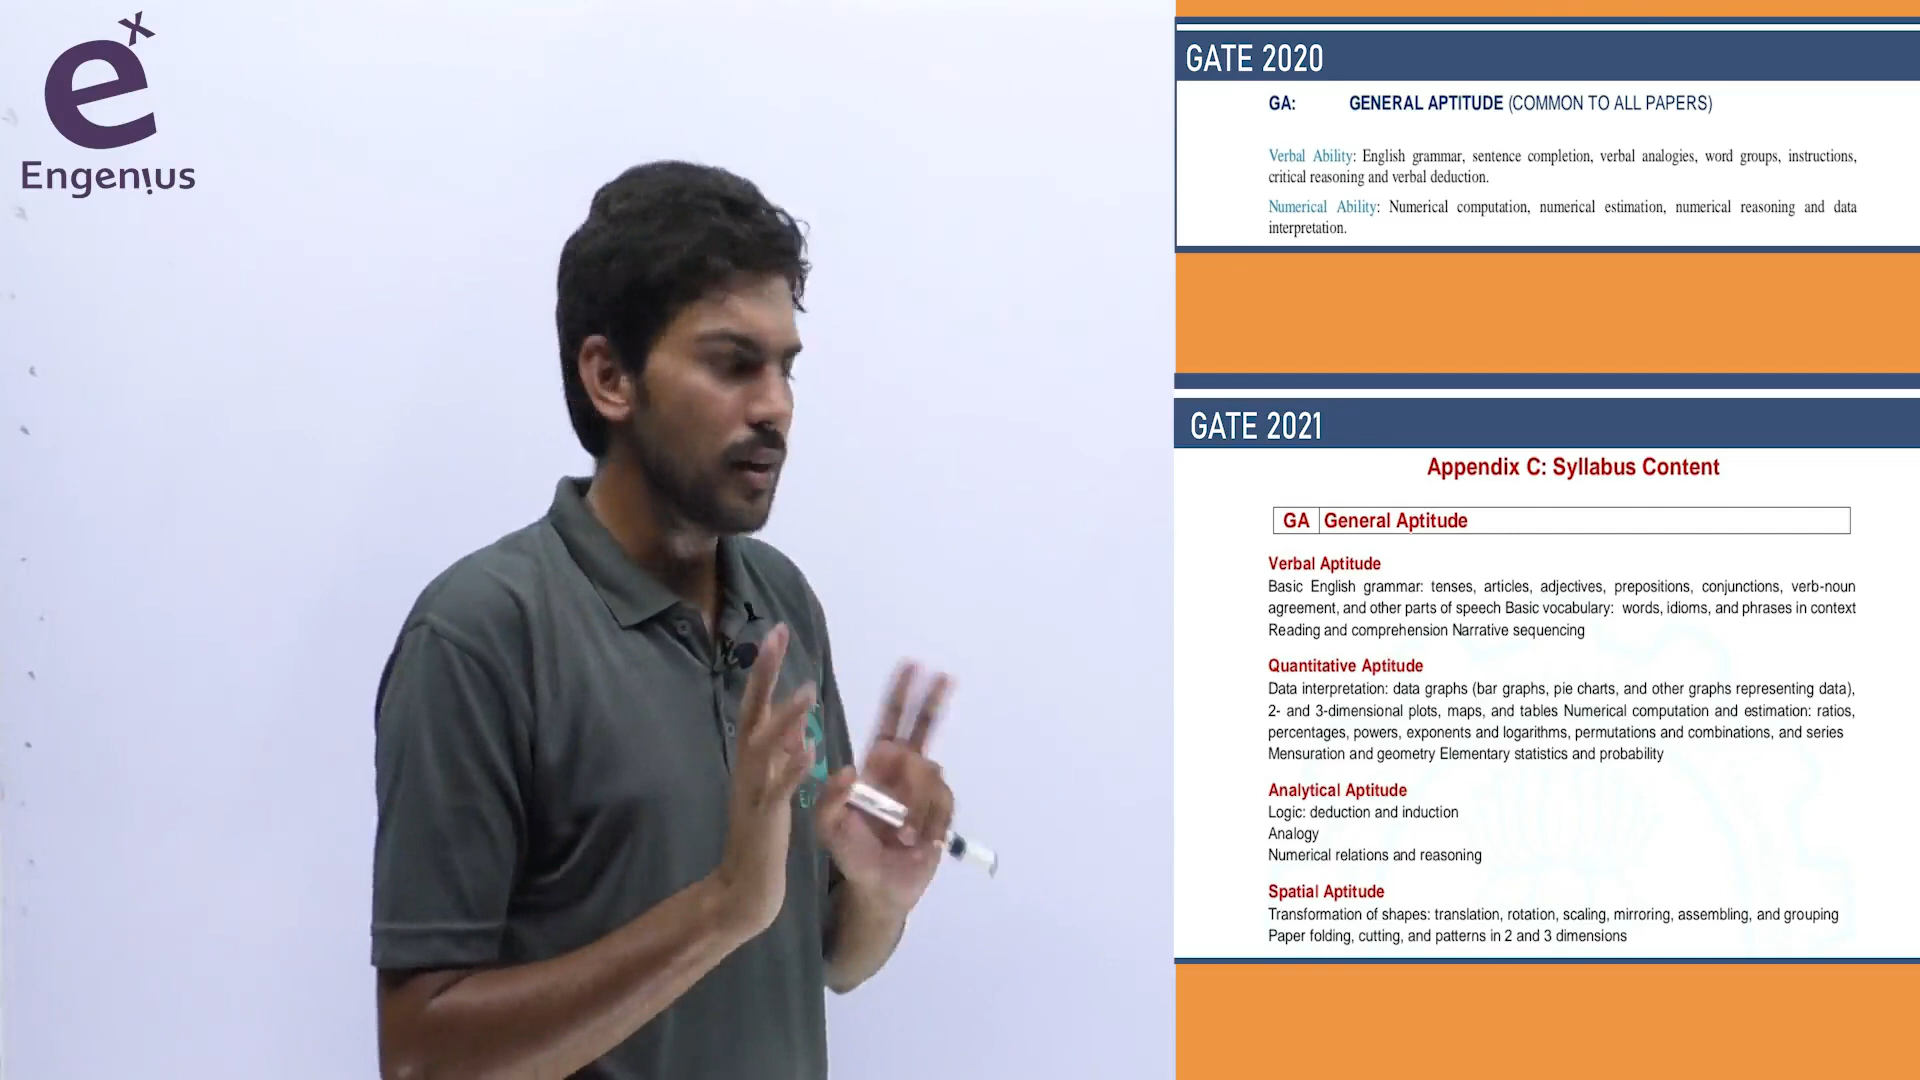 ex
Engenius
GATE 2020
GA: GENERAL APTITUDE (COMMON TO ALL PAPERS)
Verbal Ability: English grammar, sentence completion, verbal analogies, word groups, instructions,
critical reasoning and verbal deduction.
Numerical Ability: Numerical computation, numerical estimation, numerical reasoning and data
interpretation.
GATE 2021
Appendix C: Syllabus Content
GA General Aptitude
Verbal Aptitude
Basic English grammar: tenses, articles, adjectives, prepositions, conjunctions, verb-noun
agreement, and other parts of speech Basic vocabulary: words, idioms, and phrases in context
Reading and comprehension Narrative sequencing
Quantitative Aptitude
Data interpretation: data graphs (bar graphs, pie charts, and other graphs representing data),
2- and 3-dimensional plots, maps, and tables Numerical computation and estimation: ratios,
percentages, powers, exponents and logarithms, permutations and combinations, and series
Mensuration and geometry Elementary statistics and probability
Analytical Aptitude
Logic: deduction and induction
Analogy
Numerical relations and reasoning
Spatial Aptitude
Transformation of shapes: translation, rotation, scaling, mirroring, assembling, and grouping
Paper folding, cutting, and patterns in 2 and 3 dimensions